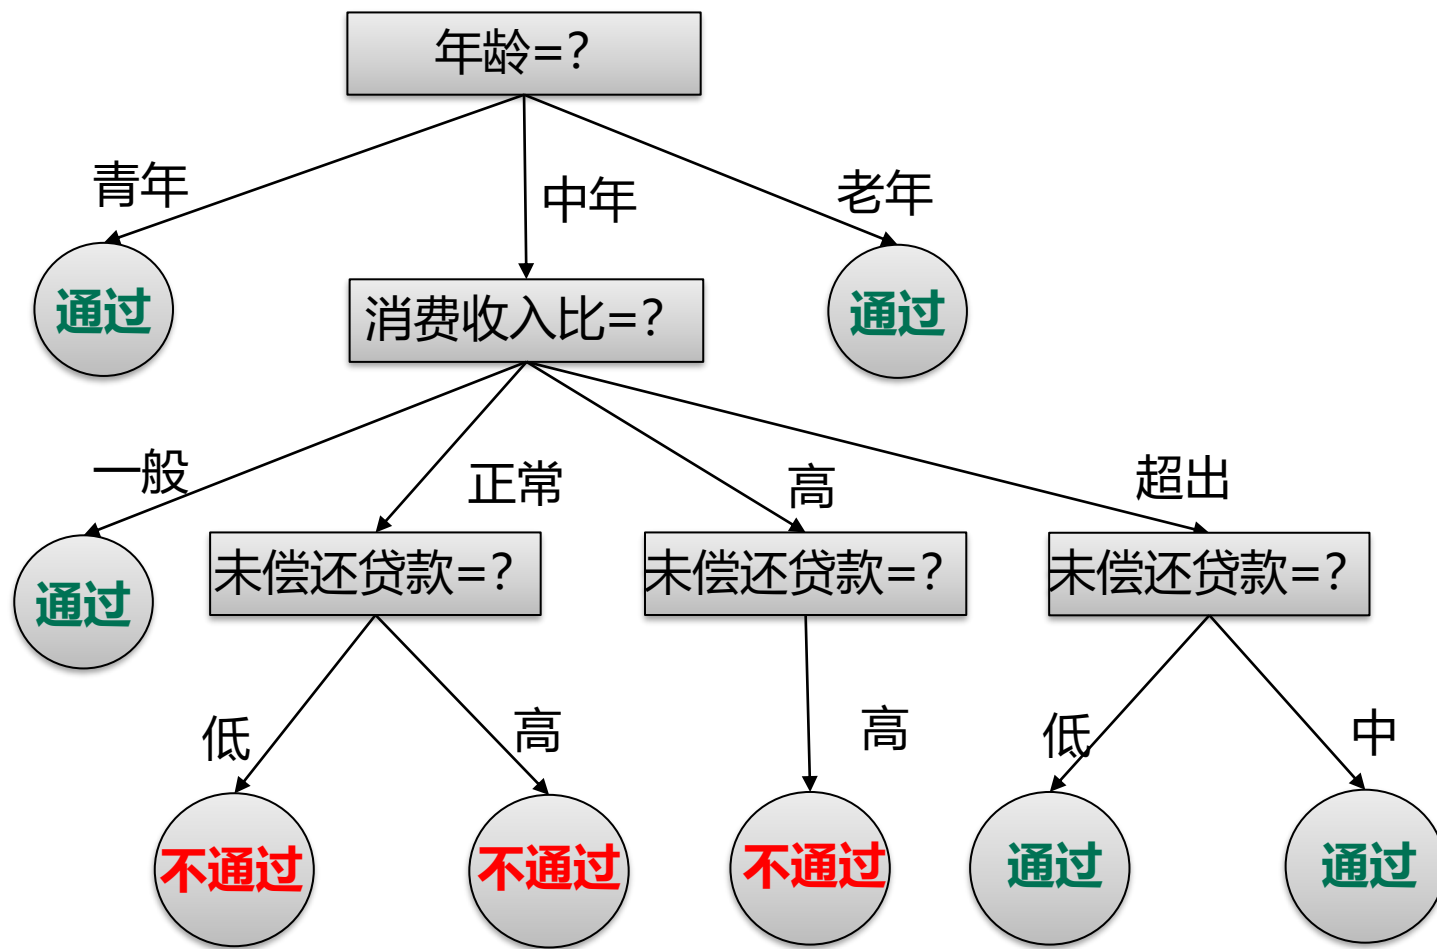 年龄=?
青年
中年
老年
通过
消费收入比=?
通过
一般
正常
高
超出
通过
未偿还贷款=?
未偿还贷款=?
未偿还贷款=?
低
高
高
低
中
不通过
不通过
不通过
通过
通过